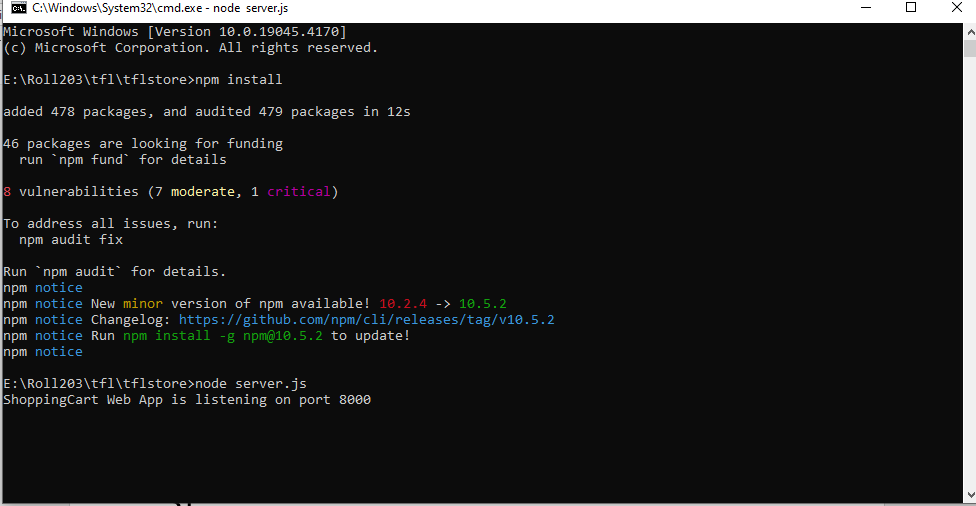 C:\Windows\System32\cmd.exe - node server.js
Microsoft Windows [Version 10.0.19045.4170]
(c) Microsoft Corporation. All rights reserved.
E:\Roll203\tfl\tflstore>npm install
added 478 packages, and audited 479 packages in 12s
46 packages are looking for funding
  run `npm fund` for details
8 vulnerabilities (7 moderate, 1 critical)
To address all issues, run:
  npm audit fix
Run `npm audit` for details.
npm notice
npm notice New minor version of npm available! 10.2.4 -> 10.5.2
npm notice Changelog: https://github.com/npm/cli/releases/tag/v10.5.2
npm notice Run npm install -g npm@10.5.2 to update!
npm notice
E:\Roll203\tfl\tflstore>node server.js
ShoppingCart Web App is listening on port 8000